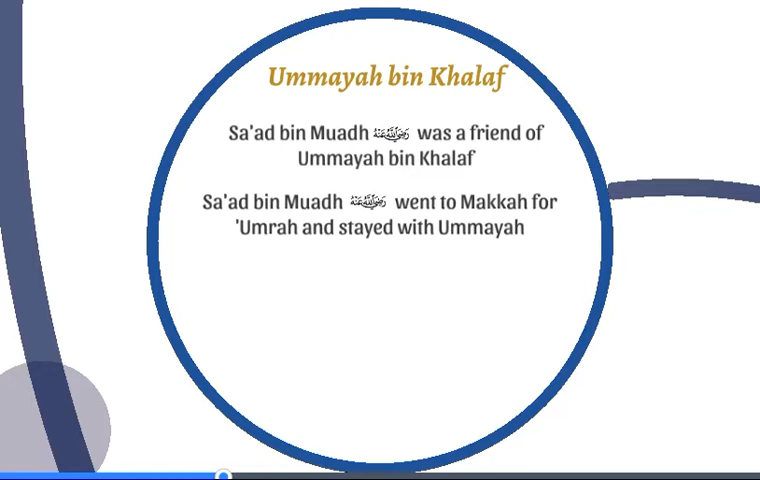 Ummayah bin Khalaf
Sa'ad bin Muadh رضي الله عنه was a friend of
Ummayah bin Khalaf
Sa'ad bin Muadh رضي الله عنه went to Makkah for
'Umrah and stayed with Ummayah